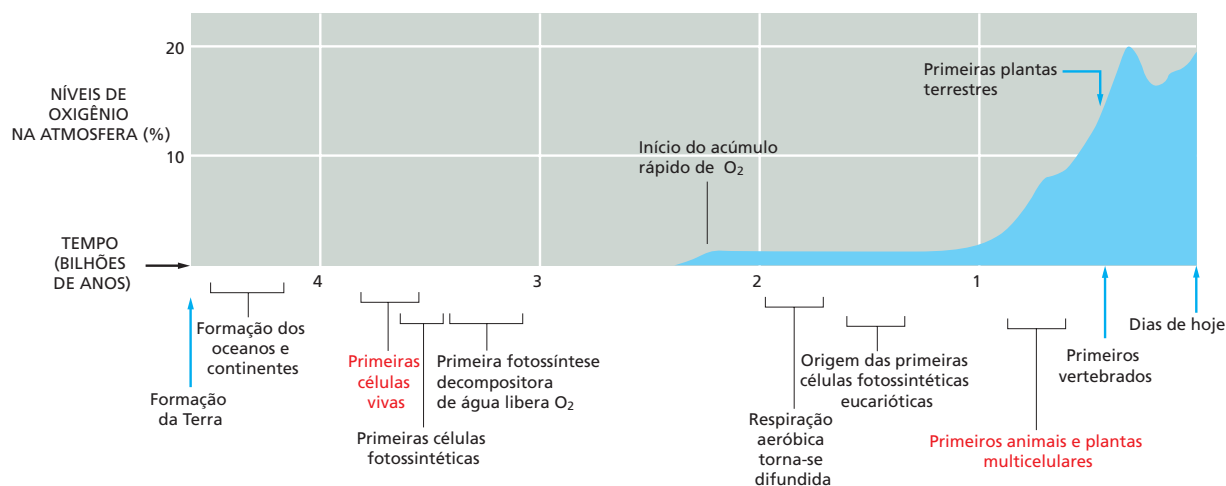 NÍVEIS DE
OXIGÊNIO
NA ATMOSFERA (%)
20
10
Primeiras plantas
terrestres
Início do acúmulo
rápido de O₂
TEMPO
(BILHÕES
DE ANOS)
4
3
2
1
Formação
da Terra
Formação dos
oceanos e
continentes
Primeiras
células
vivas
Primeiras células
fotossintéticas
Primeira fotossíntese
decompositora
de água libera O₂
Respiração
aeróbica
torna-se
difundida
Origem das primeiras
células fotossintéticas
eucarióticas
Primeiros animais e plantas
multicelulares
Primeiros
vertebrados
Dias de hoje